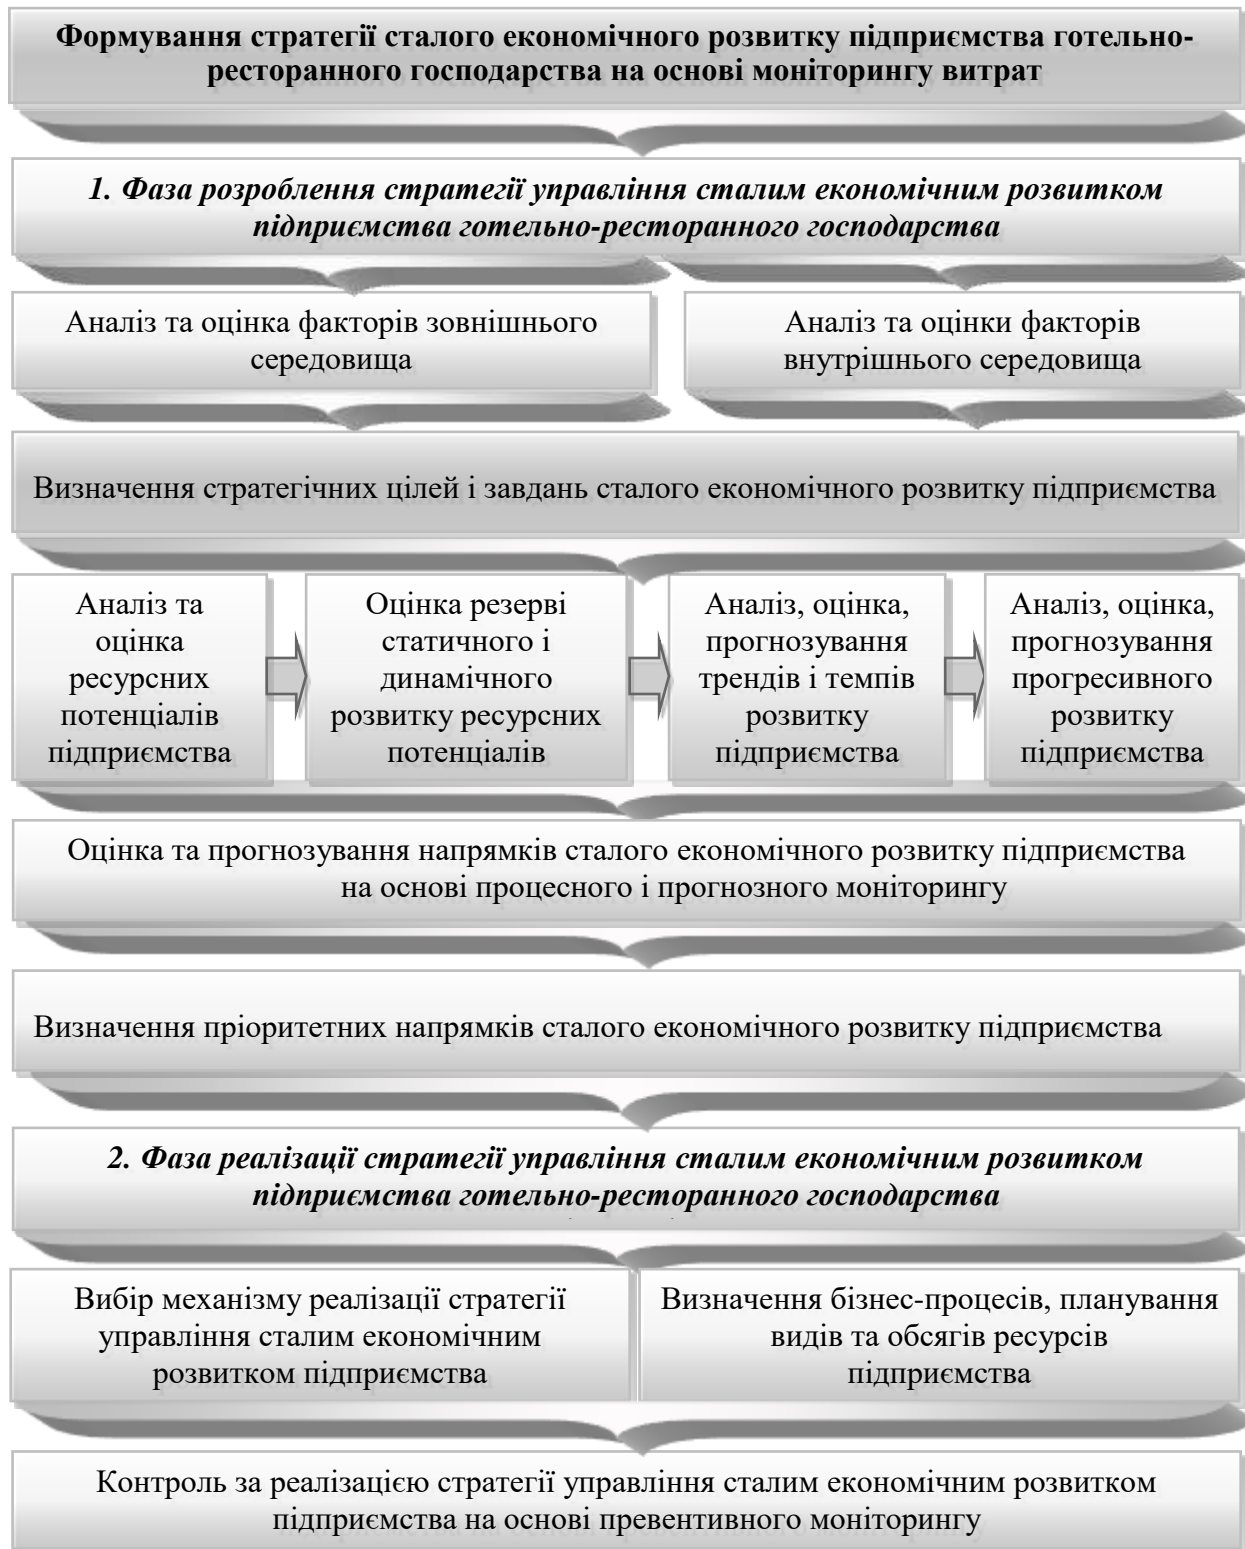 Формування стратегії сталого економічного розвитку підприємства готельно-
ресторанного господарства на основі моніторингу витрат
1. Фаза розроблення стратегії управління сталим економічним розвитком
підприємства готельно-ресторанного господарства
Аналіз та оцінка факторів зовнішнього
середовища
Аналіз та оцінки факторів
внутрішнього середовища
Визначення стратегічних цілей і завдань сталого економічного розвитку підприємства
Аналіз та
оцінка
ресурсних
потенціалів
підприємства
Оцінка резерві
статичного і
динамічного
розвитку ресурсних
потенціалів
Аналіз, оцінка,
прогнозування
трендів і темпів
розвитку
підприємства
Аналіз, оцінка,
прогнозування
прогресивного
розвитку
підприємства
Оцінка та прогнозування напрямків сталого економічного розвитку підприємства
на основі процесного і прогнозного моніторингу
Визначення пріоритетних напрямків сталого економічного розвитку підприємства
2. Фаза реалізації стратегії управління сталим економічним розвитком
підприємства готельно-ресторанного господарства
Вибір механізму реалізації стратегії
управління сталим економічним
розвитком підприємства
Визначення бізнес-процесів, планування
видів та обсягів ресурсів
підприємства
Контроль за реалізацією стратегії управління сталим економічним розвитком
підприємства на основі превентивного моніторингу